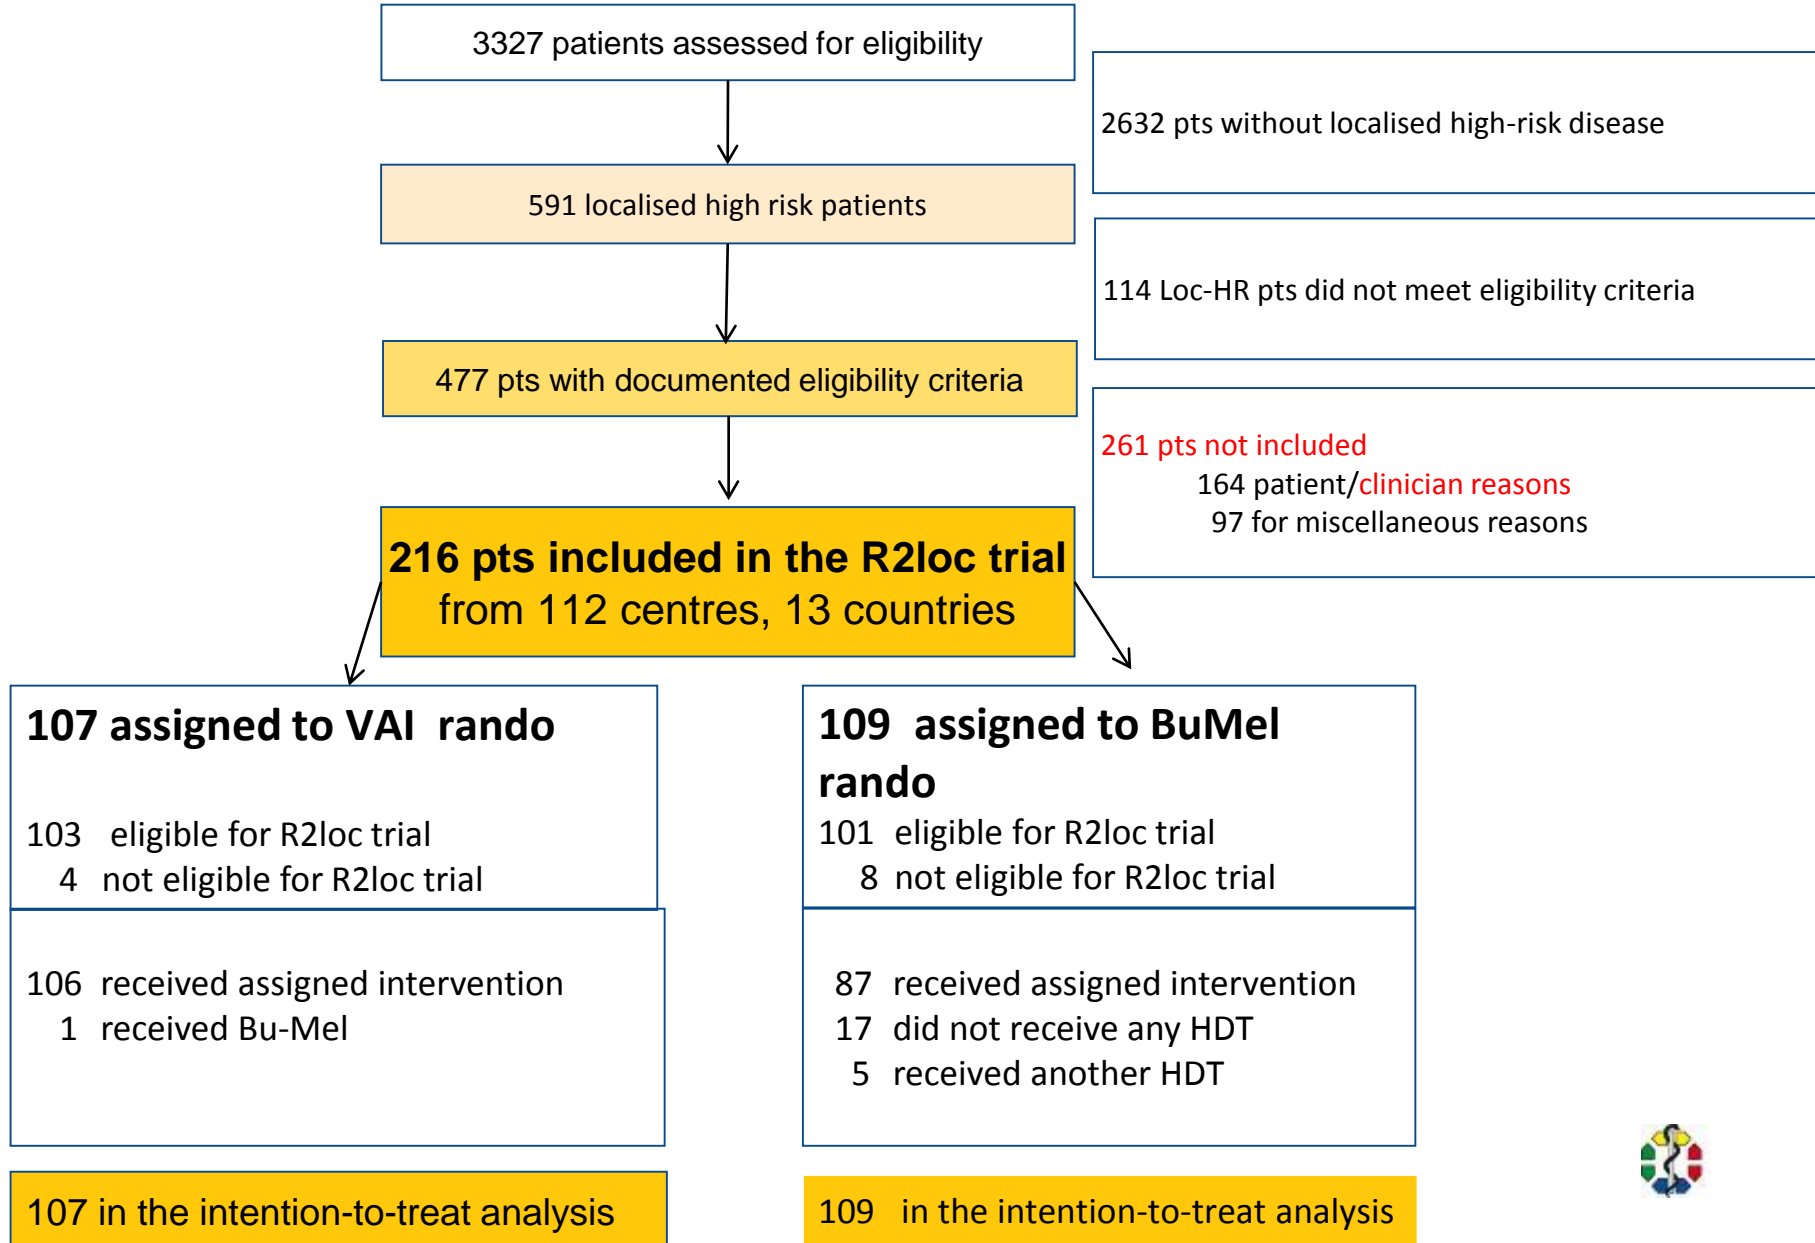 3327 patients assessed for eligibility
2632 pts without localised high-risk disease
591 localised high risk patients
114 Loc-HR pts did not meet eligibility criteria
477 pts with documented eligibility criteria
261 pts not included
164 patient/clinician reasons
97 for miscellaneous reasons
216 pts included in the R2loc trial
from 112 centres, 13 countries
107 assigned to VAI rando
103 eligible for R2loc trial
4 not eligible for R2loc trial
106 received assigned intervention
1 received Bu-Mel
107 in the intention-to-treat analysis
109 assigned to BuMel
rando
101 eligible for R2loc trial
8 not eligible for R2loc trial
87 received assigned intervention
17 did not receive any HDT
5 received another HDT
109 in the intention-to-treat analysis